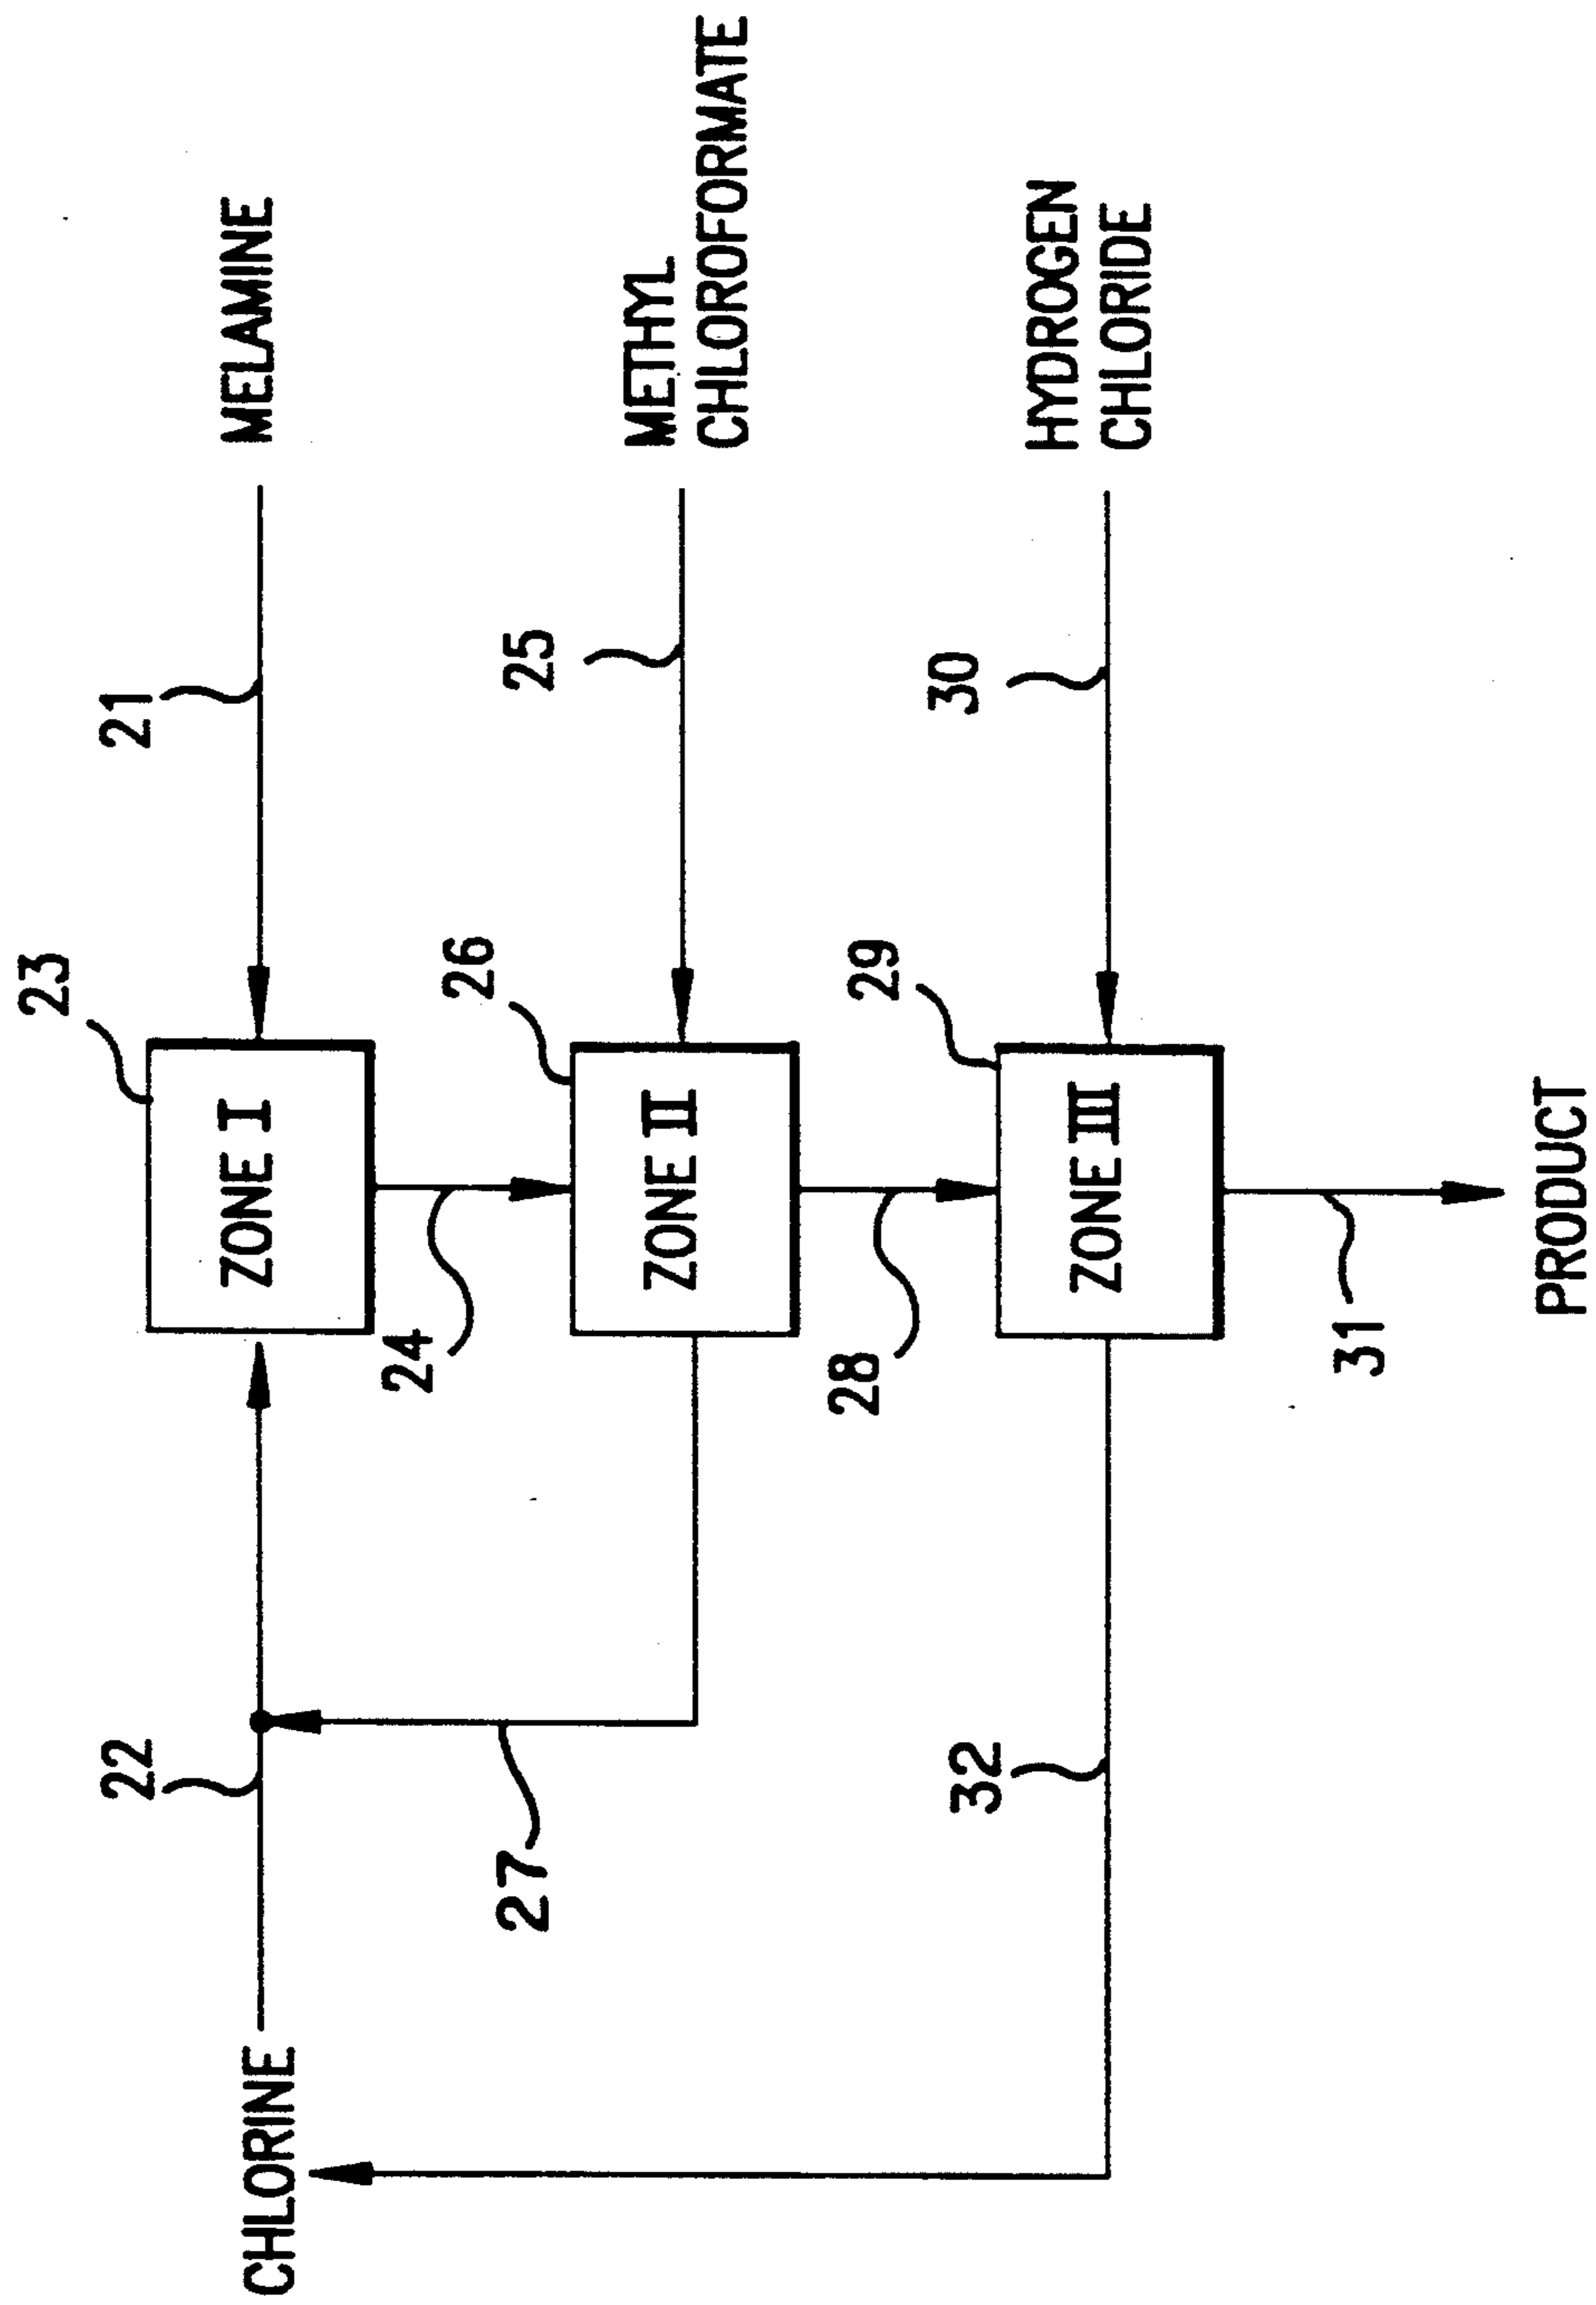 23
22
21
CHLORINE
ZONE I
MELAMINE
24
26
27
25
ZONE II
METHYL
CHLOROFORMATE
28
29
32
30
ZONE III
HYDROGEN
CHLORIDE
31
PRODUCT